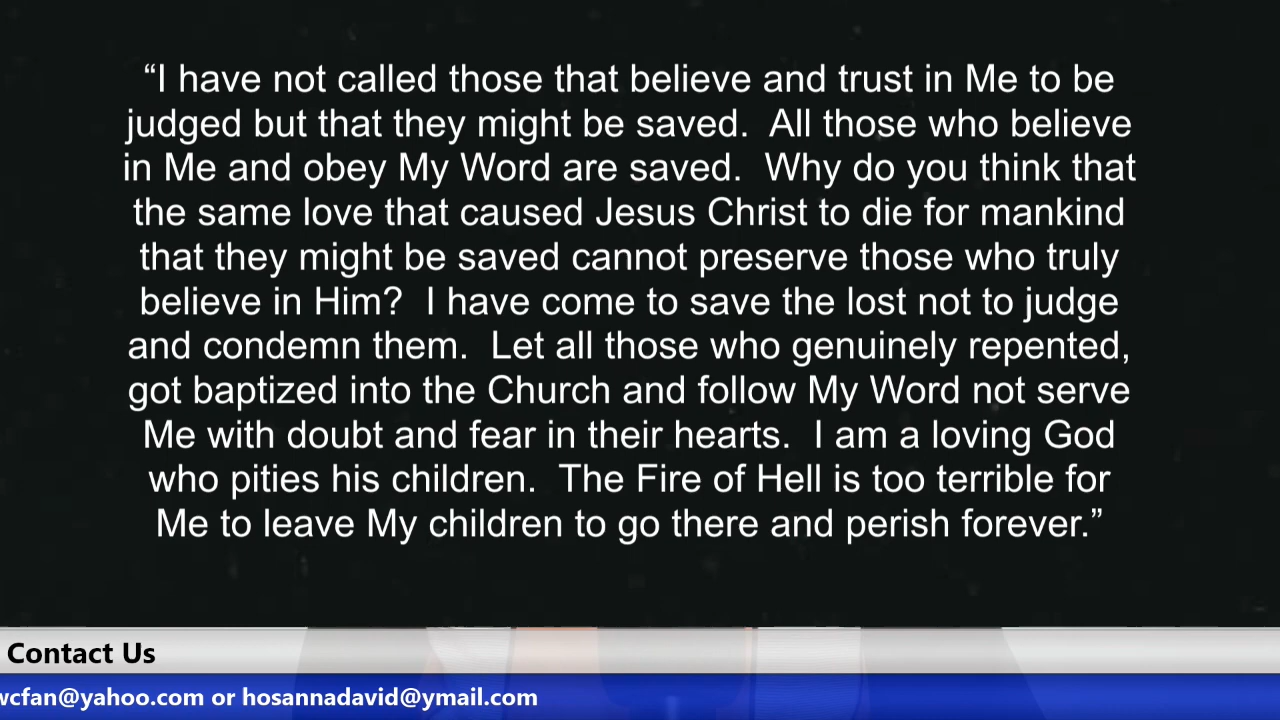 “I have not called those that believe and trust in Me to be
judged but that they might be saved.  All those who believe
in Me and obey My Word are saved.  Why do you think that
the same love that caused Jesus Christ to die for mankind
that they might be saved cannot preserve those who truly
believe in Him?  I have come to save the lost not to judge
and condemn them.  Let all those who genuinely repented,
got baptized into the Church and follow My Word not serve
Me with doubt and fear in their hearts.  I am a loving God
who pities his children.  The Fire of Hell is too terrible for
Me to leave My children to go there and perish forever.”
Contact Us
wcfan@yahoo.com or hosannadavid@ymail.com